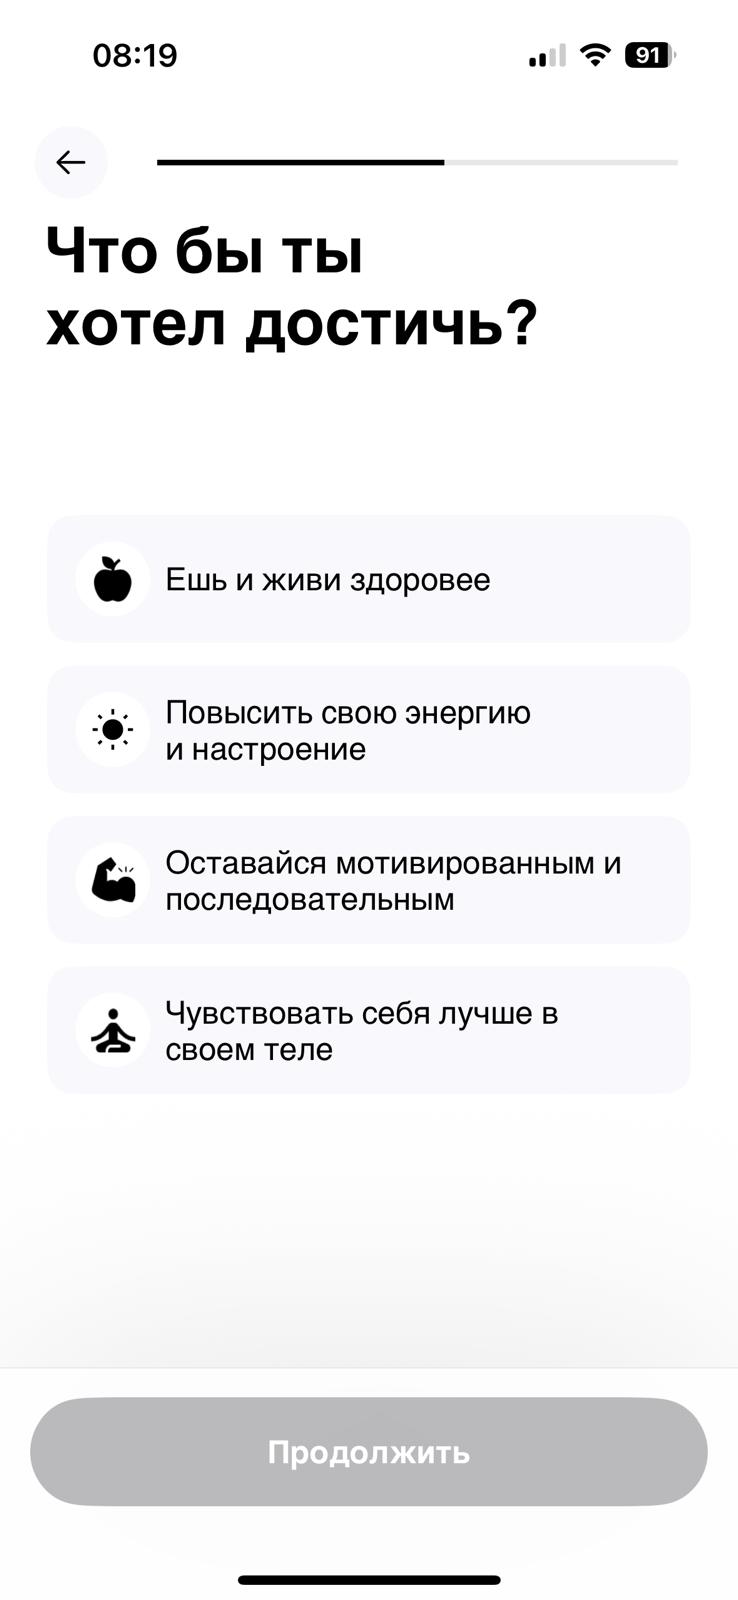 08:19
91
Что бы ты
хотел достичь?
Ешь и живи здоровее
Повысить свою энергию
и настроение
Оставайся мотивированным и
последовательным
Чувствовать себя лучше в
своем теле
Продолжить